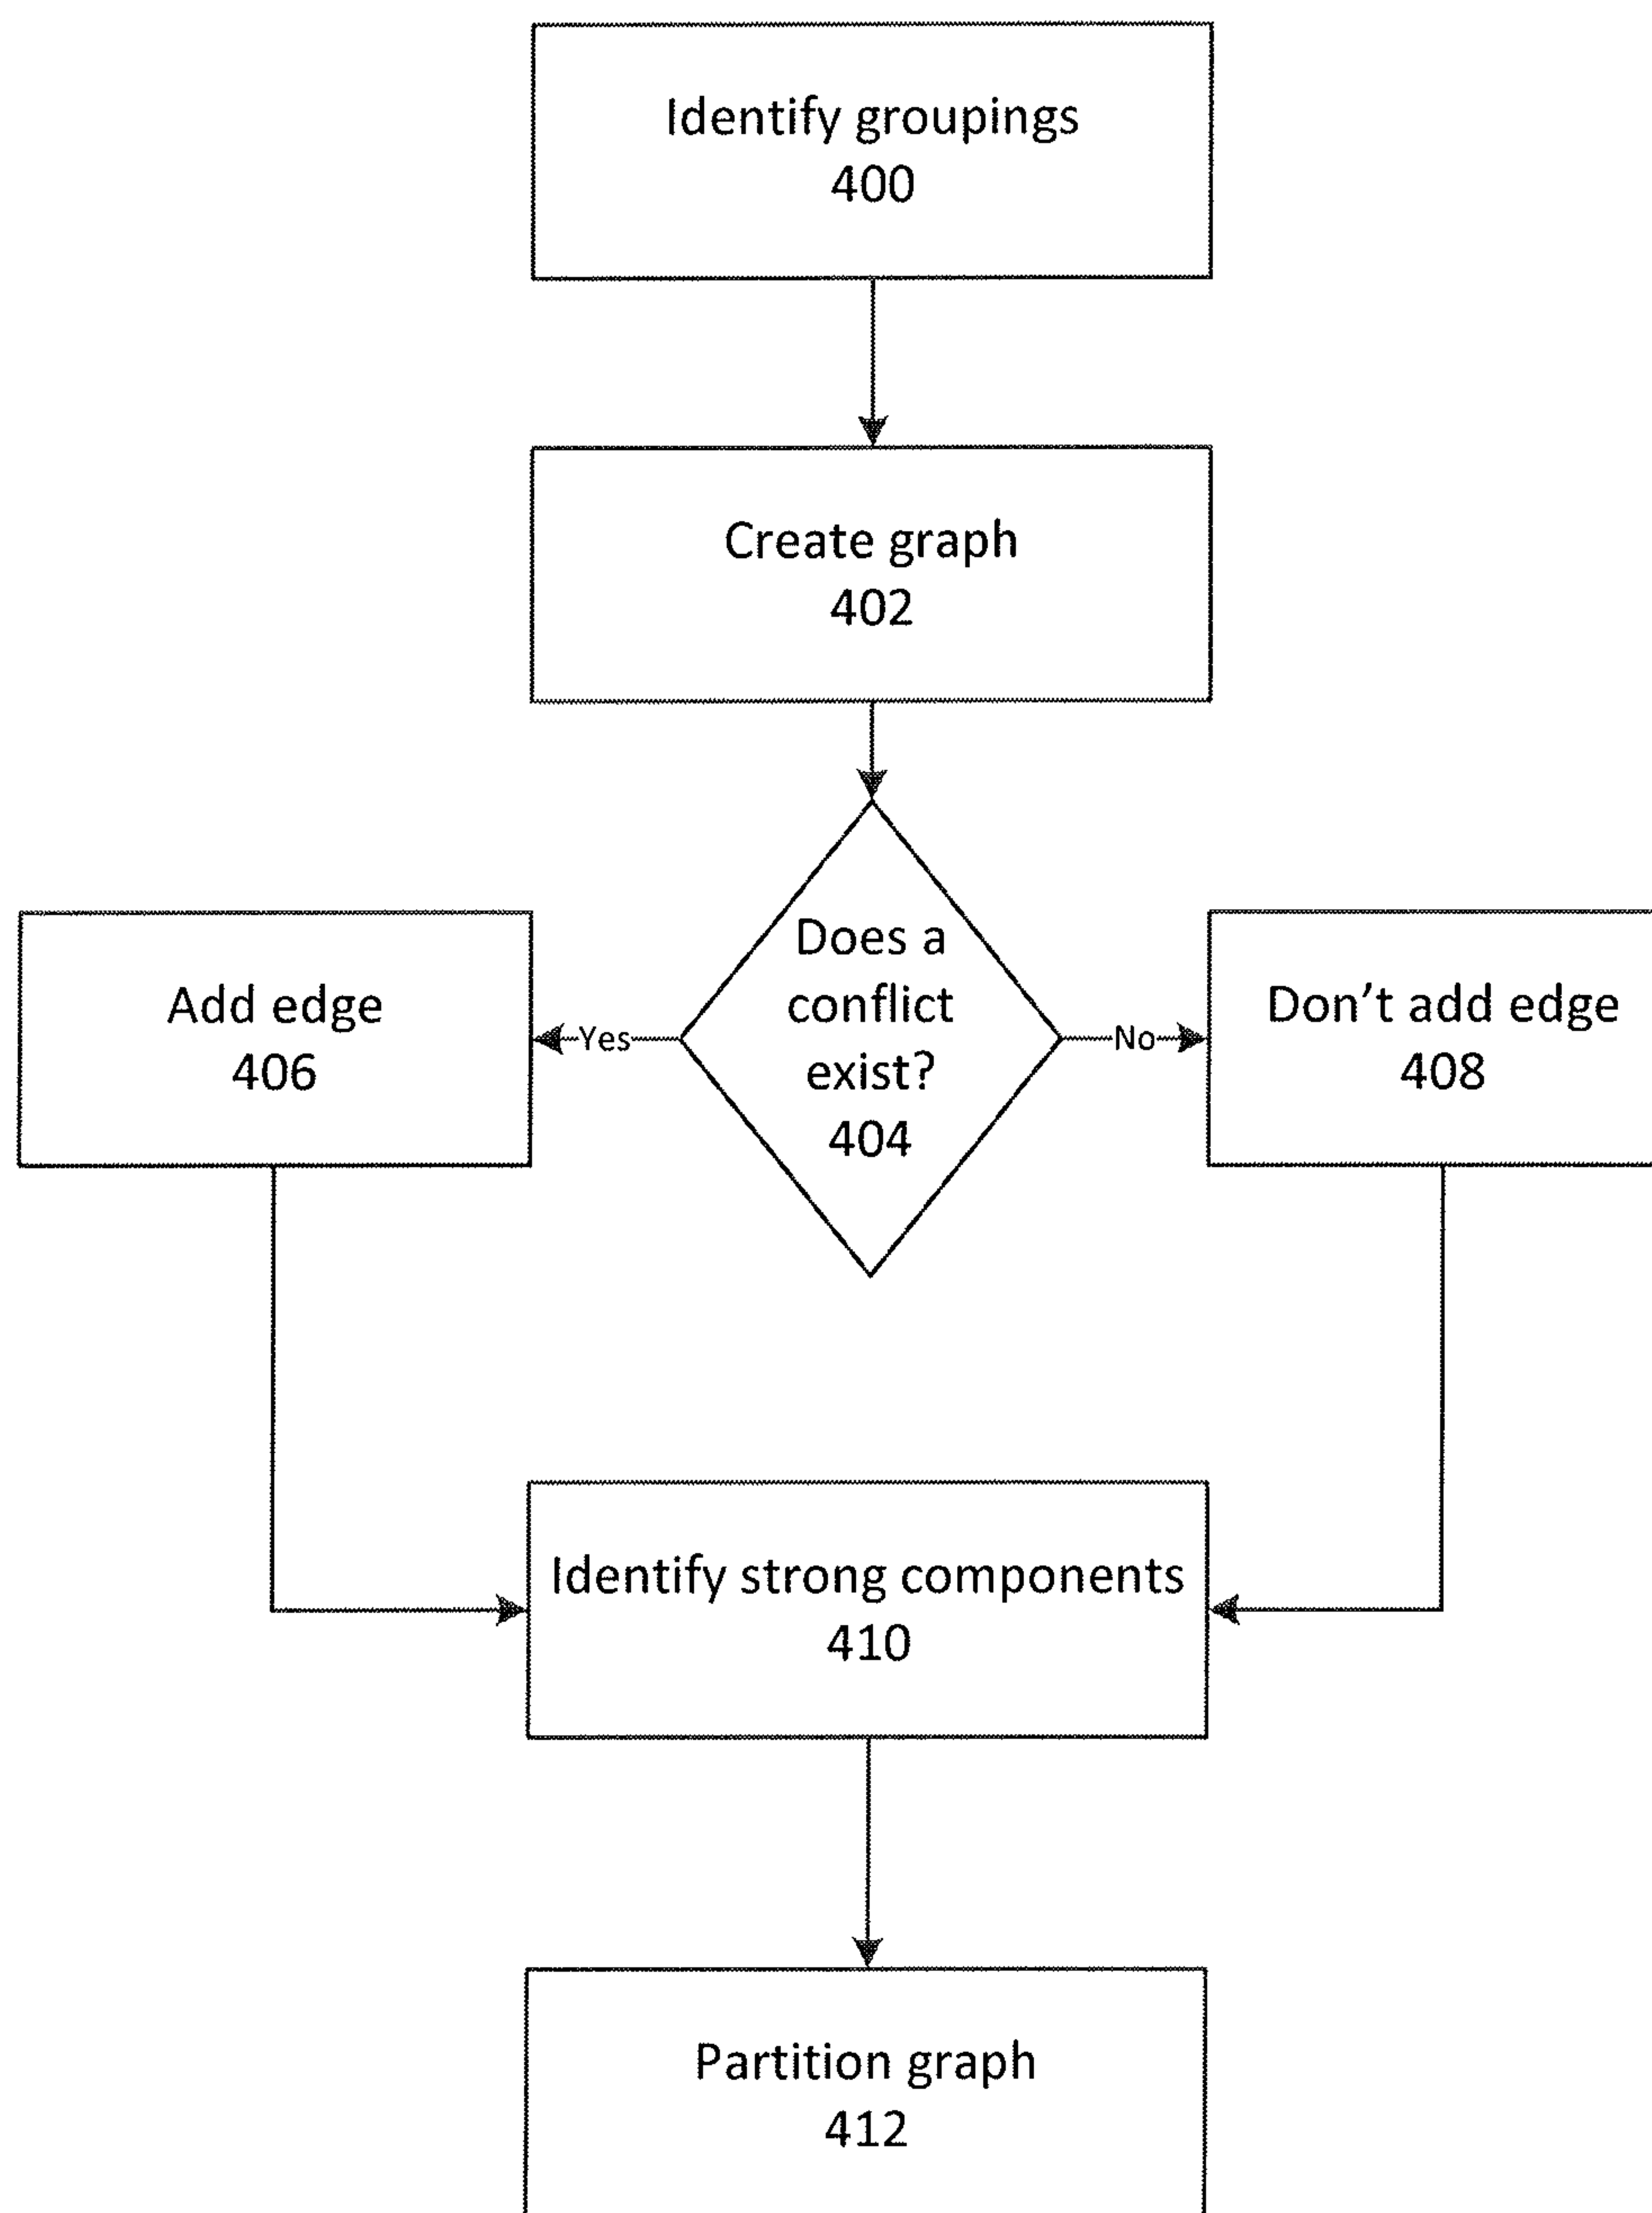 Identify groupings
400
Create graph
402
Does a
conflict
exist?
404
Add edge
406
Yes
No
Don't add edge
408
Identify strong components
410
Partition graph
412